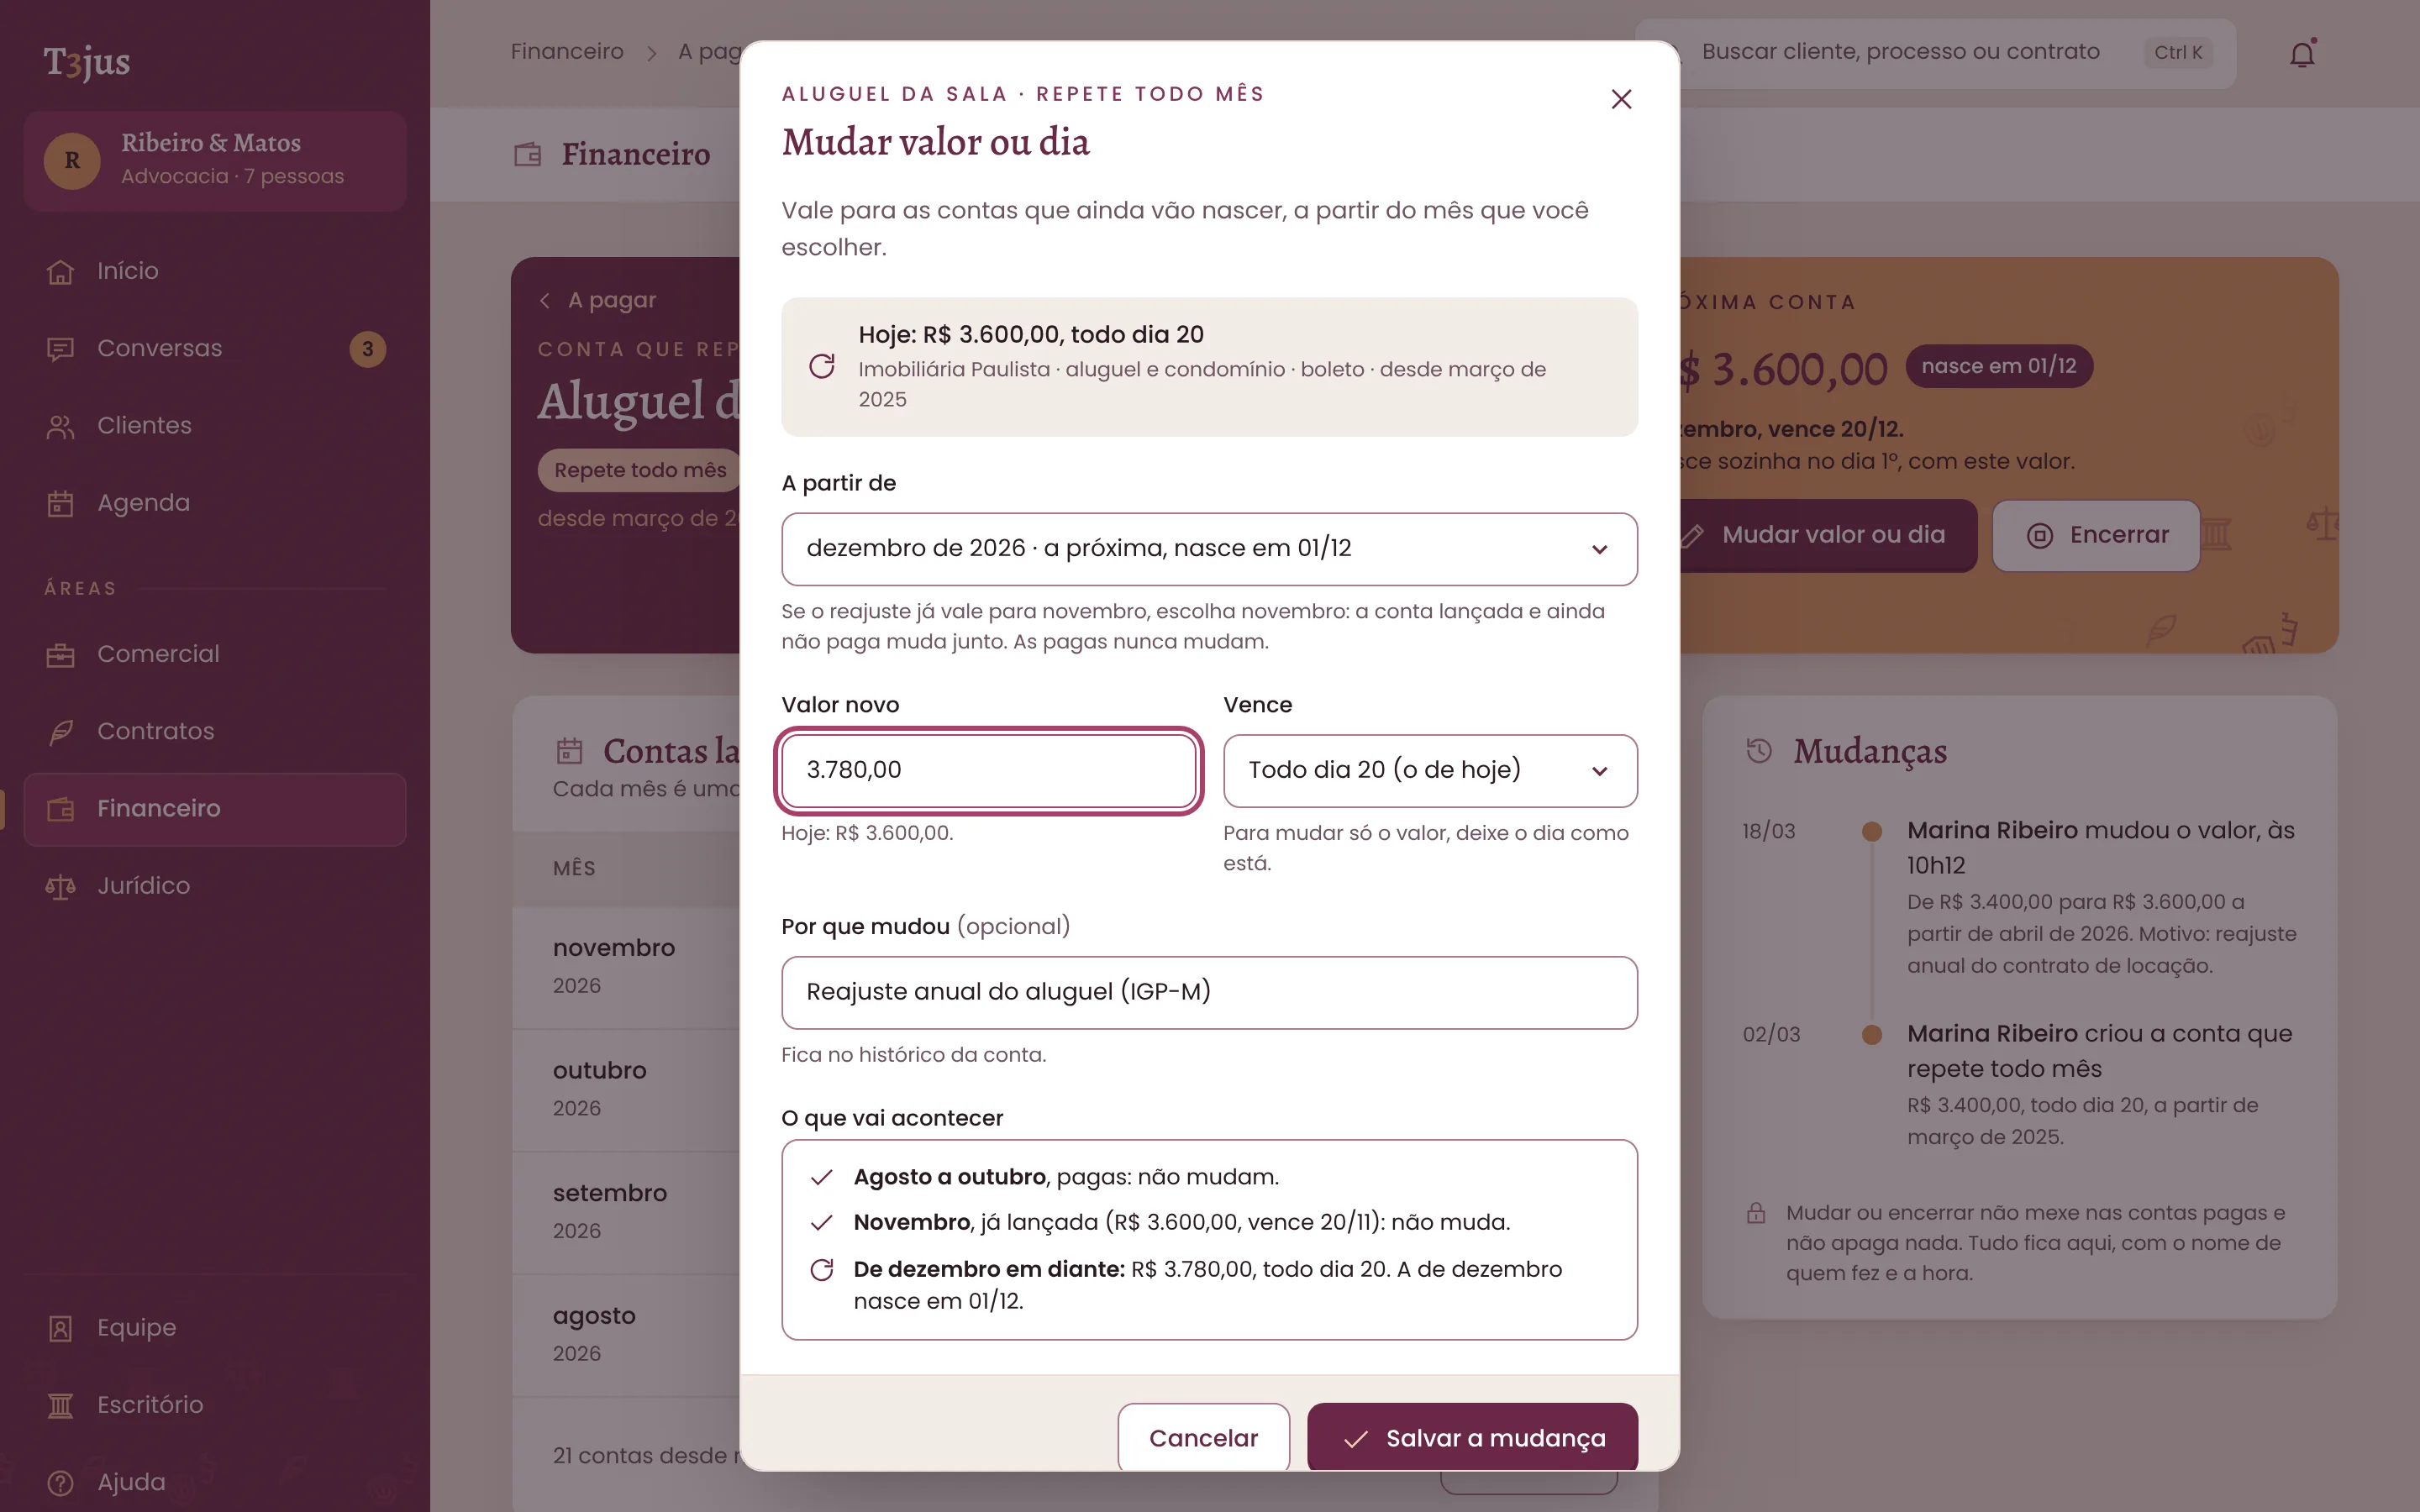 T3jus
R
Ribeiro & Matos
Advocacia · 7 pessoas
Início
Conversas
3
Clientes
Agenda
ÁREAS
Comercial
Contratos
Financeiro
Jurídico
Equipe
Escritório
Ajuda
Financeiro
A pag
Buscar cliente, processo ou contrato
Ctrl K
Financeiro
A pagar
CONTA QUE REP
Aluguel d
Repete todo mês
desde março de 20
ÓXIMA CONTA
$ 3.600,00
nasce em 01/12
zembro, vence 20/12.
sce sozinha no dia 1º, com este valor.
Mudar valor ou dia
Encerrar
Contas la
Cada mês é uma
MÊS
novembro
2026
outubro
2026
setembro
2026
agosto
2026
21 contas desde
ALUGUEL DA SALA · REPETE TODO MÊS
Mudar valor ou dia
Vale para as contas que ainda vão nascer, a partir do mês que você
escolher.
Hoje: R$ 3.600,00, todo dia 20
Imobiliária Paulista · aluguel e condomínio · boleto · desde março de
2025
A partir de
dezembro de 2026 · a próxima, nasce em 01/12
Se o reajuste já vale para novembro, escolha novembro: a conta lançada e ainda
não paga muda junto. As pagas nunca mudam.
Valor novo
3.780,00
Hoje: R$ 3.600,00.
Vence
Todo dia 20 (o de hoje)
Para mudar só o valor, deixe o dia como
está.
Por que mudou (opcional)
Reajuste anual do aluguel (IGP-M)
Fica no histórico da conta.
O que vai acontecer
Agosto a outubro, pagas: não mudam.
Novembro, já lançada (R$ 3.600,00, vence 20/11): não muda.
De dezembro em diante: R$ 3.780,00, todo dia 20. A de dezembro
nasce em 01/12.
Cancelar
Salvar a mudança
Mudanças
18/03
Marina Ribeiro mudou o valor, às
10h12
De R$ 3.400,00 para R$ 3.600,00 a
partir de abril de 2026. Motivo: reajuste
anual do contrato de locação.
02/03
Marina Ribeiro criou a conta que
repete todo mês
R$ 3.400,00, todo dia 20, a partir de
março de 2025.
Mudar ou encerrar não mexe nas contas pagas e
não apaga nada. Tudo fica aqui, com o nome de
quem fez e a hora.